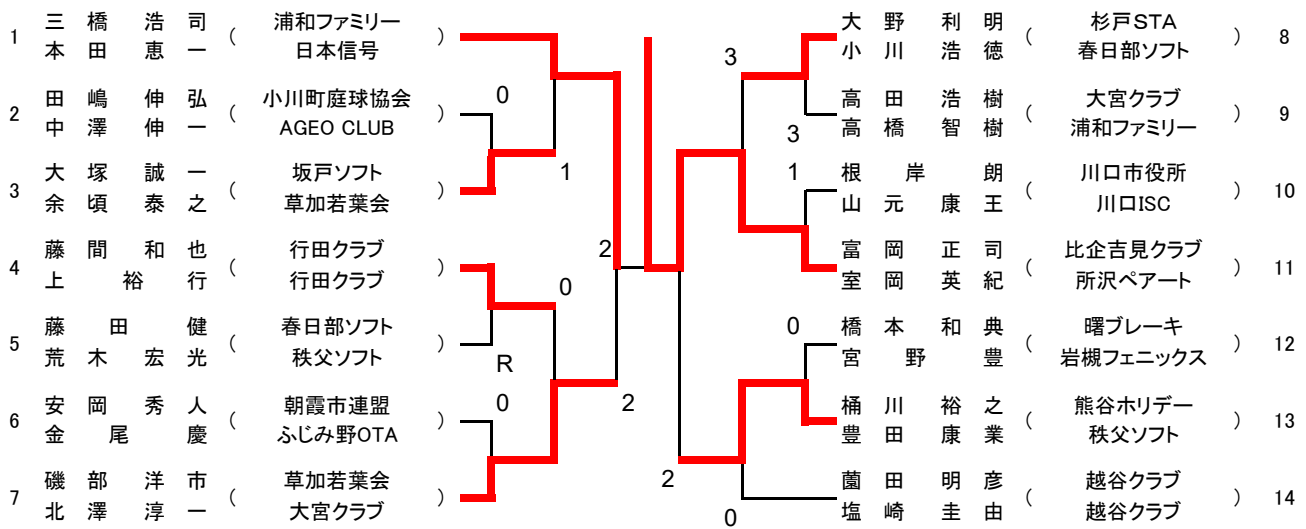 1 三橋浩司 ( 浦和ファミリー )
本田恵一 日本信号
2 田嶋伸弘 ( 小川町庭球協会 )
中澤伸一 AGEO CLUB
3 大塚誠一 ( 坂戸ソフト )
余頃泰之 草加若葉会
4 藤間和也 ( 行田クラブ )
上裕行 行田クラブ
5 藤田健 ( 春日部ソフト )
荒木宏光 秩父ソフト
6 安岡秀人 ( 朝霞市連盟 )
金尾慶 ふじみ野OTA
7 磯部洋市 ( 草加若葉会 )
北澤淳一 大宮クラブ
0
1
0
R
0
2
2
3
3
1
0
2
0
大野利明 ( 杉戸STA ) 8
小川浩徳 春日部ソフト
高田浩樹 ( 大宮クラブ ) 9
高橋智樹 浦和ファミリー
根岸朗 ( 川口市役所 ) 10
山元康王 川口ISC
富岡正司 ( 比企吉見クラブ ) 11
室岡英紀 所沢ペアート
橋本和典 ( 曙ブレーキ ) 12
宮野豊 岩槻フェニックス
桶川裕之 ( 熊谷ホリデー ) 13
豊田康業 秩父ソフト
薗田明彦 ( 越谷クラブ ) 14
塩崎圭由 越谷クラブ